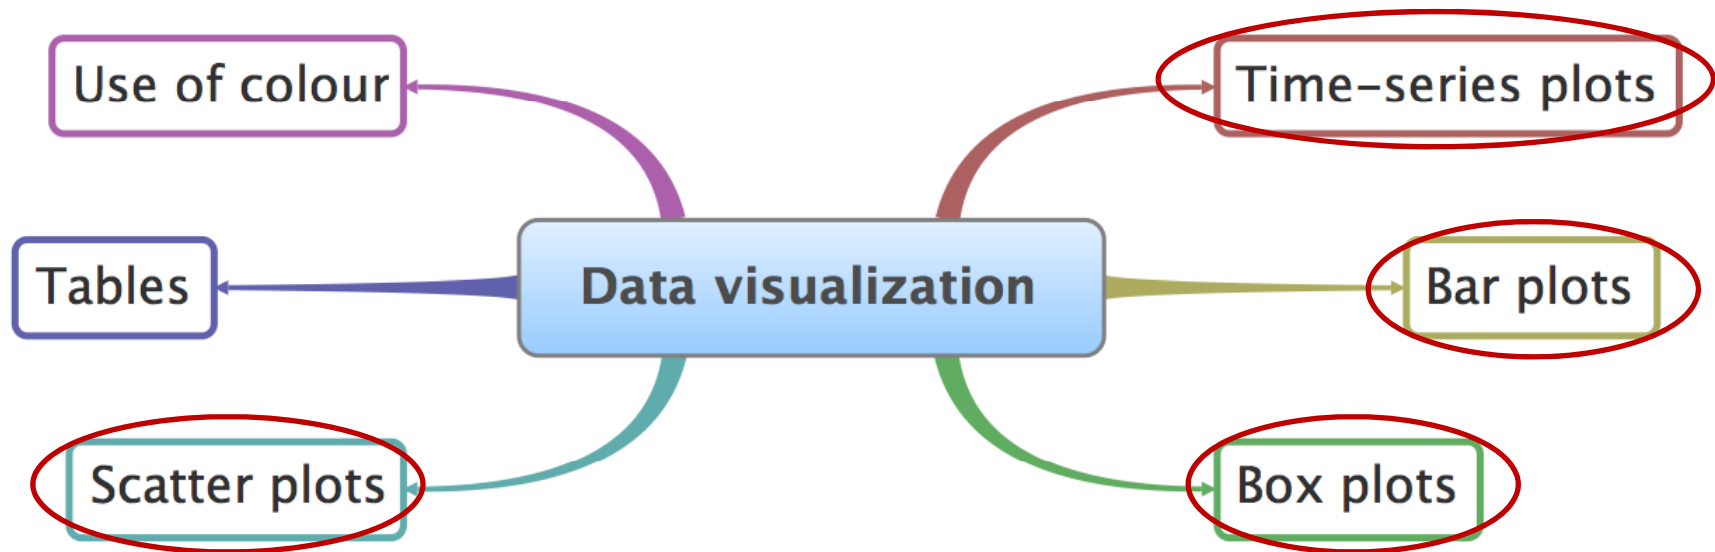 Use of colour
Time-series plots
Tables
Data visualization
Bar plots
Scatter plots
Box plots